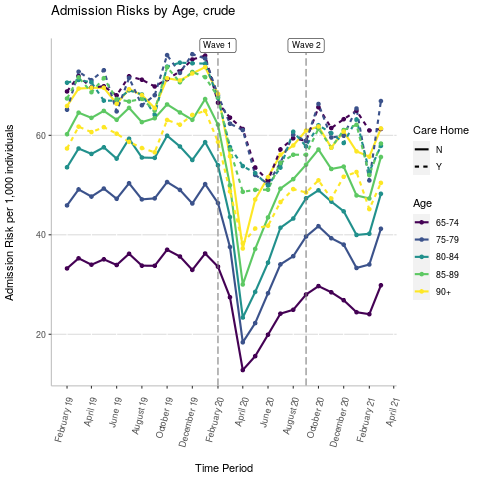 Admission Risks by Age, crude
Wave 1
Wave 2
Admission Risk per 1,000 individuals
60
40
20
February 19
April 19
June 19
August 19
October 19
December 19
February 20
April 20
June 20
August 20
October 20
December 20
February 21
April 21
Time Period
Care Home
N
Y
Age
65-74
75-79
80-84
85-89
90+